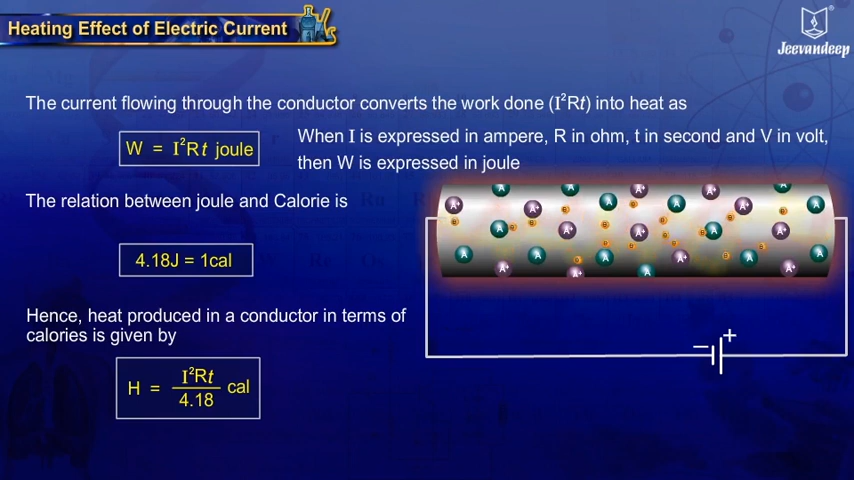 Heating Effect of Electric Current
Jeevandeep
The current flowing through the conductor converts the work done (I²Rt) into heat as
W = I²Rt joule
When I is expressed in ampere, R in ohm, t in second and V in volt,
then W is expressed in joule
The relation between joule and Calorie is
4.18J = 1cal
Hence, heat produced in a conductor in terms of
calories is given by
H = I²Rt / 4.18 cal
− +